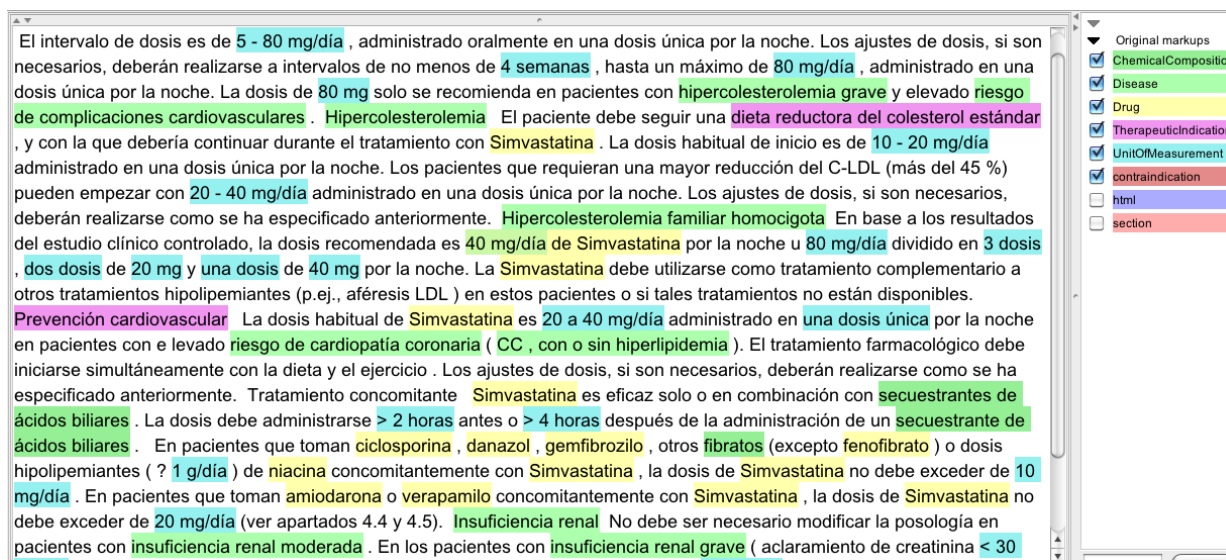 El intervalo de dosis es de 5 - 80 mg/día , administrado oralmente en una dosis única por la noche. Los ajustes de dosis, si son
necesarios, deberán realizarse a intervalos de no menos de 4 semanas , hasta un máximo de 80 mg/día , administrado en una
dosis única por la noche. La dosis de 80 mg solo se recomienda en pacientes con hipercolesterolemia grave y elevado riesgo
de complicaciones cardiovasculares . Hipercolesterolemia El paciente debe seguir una dieta reductora del colesterol estándar
, y con la que debería continuar durante el tratamiento con Simvastatina . La dosis habitual de inicio es de 10 - 20 mg/día
administrado en una dosis única por la noche. Los pacientes que requieran una mayor reducción del C-LDL (más del 45 %)
pueden empezar con 20 - 40 mg/día administrado en una dosis única por la noche. Los ajustes de dosis, si son necesarios,
deberán realizarse como se ha especificado anteriormente. Hipercolesterolemia familiar homocigota En base a los resultados
del estudio clínico controlado, la dosis recomendada es 40 mg/día de Simvastatina por la noche u 80 mg/día dividido en 3 dosis
, dos dosis de 20 mg y una dosis de 40 mg por la noche. La Simvastatina debe utilizarse como tratamiento complementario a
otros tratamientos hipolipemiantes (p.ej., aféresis LDL ) en estos pacientes o si tales tratamientos no están disponibles.
Prevención cardiovascular La dosis habitual de Simvastatina es 20 a 40 mg/día administrado en una dosis única por la noche
en pacientes con e levado riesgo de cardiopatía coronaria ( CC , con o sin hiperlipidemia ). El tratamiento farmacológico debe
iniciarse simultáneamente con la dieta y el ejercicio . Los ajustes de dosis, si son necesarios, deberán realizarse como se ha
especificado anteriormente. Tratamiento concomitante Simvastatina es eficaz solo o en combinación con secuestrantes de
ácidos biliares . La dosis debe administrarse > 2 horas antes o > 4 horas después de la administración de un secuestrante de
ácidos biliares . En pacientes que toman ciclosporina , danazol , gemfibrozilo , otros fibratos (excepto fenofibrato ) o dosis
hipolipemiantes ( ? 1 g/día ) de niacina concomitantemente con Simvastatina , la dosis de Simvastatina no debe exceder de 10
mg/día . En pacientes que toman amiodarona o verapamilo concomitantemente con Simvastatina , la dosis de Simvastatina no
debe exceder de 20 mg/día (ver apartados 4.4 y 4.5). Insuficiencia renal No debe ser necesario modificar la posología en
pacientes con insuficiencia renal moderada . En los pacientes con insuficiencia renal grave ( aclaramiento de creatinina < 30
Original markups
ChemicalCompositio
Disease
Drug
TherapeuticIndication
UnitOfMeasurement
contraindication
html
section